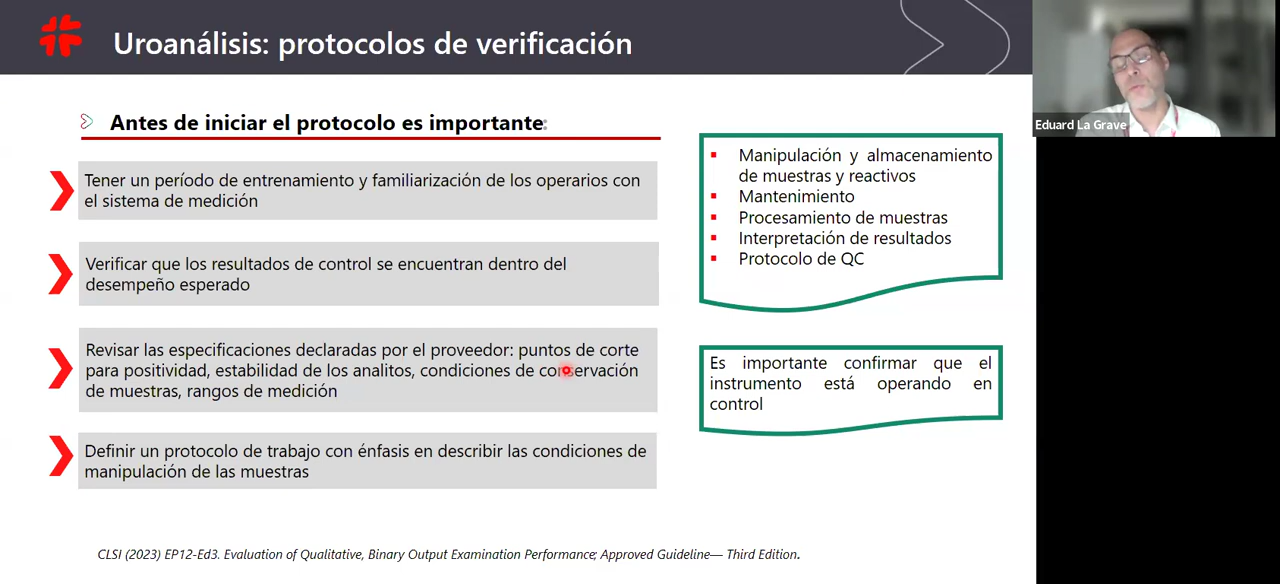 Uroanálisis: protocolos de verificación
Eduard La Grave
Antes de iniciar el protocolo es importante:
Tener un período de entrenamiento y familiarización de los operarios con
el sistema de medición
Verificar que los resultados de control se encuentran dentro del
desempeño esperado
Revisar las especificaciones declaradas por el proveedor: puntos de corte
para positividad, estabilidad de los analitos, condiciones de conservación
de muestras, rangos de medición
Definir un protocolo de trabajo con énfasis en describir las condiciones de
manipulación de las muestras
Manipulación y almacenamiento
de muestras y reactivos
Mantenimiento
Procesamiento de muestras
Interpretación de resultados
Protocolo de QC
Es importante confirmar que el
instrumento está operando en
control
CLSI (2023) EP12-Ed3. Evaluation of Qualitative, Binary Output Examination Performance; Approved Guideline— Third Edition.